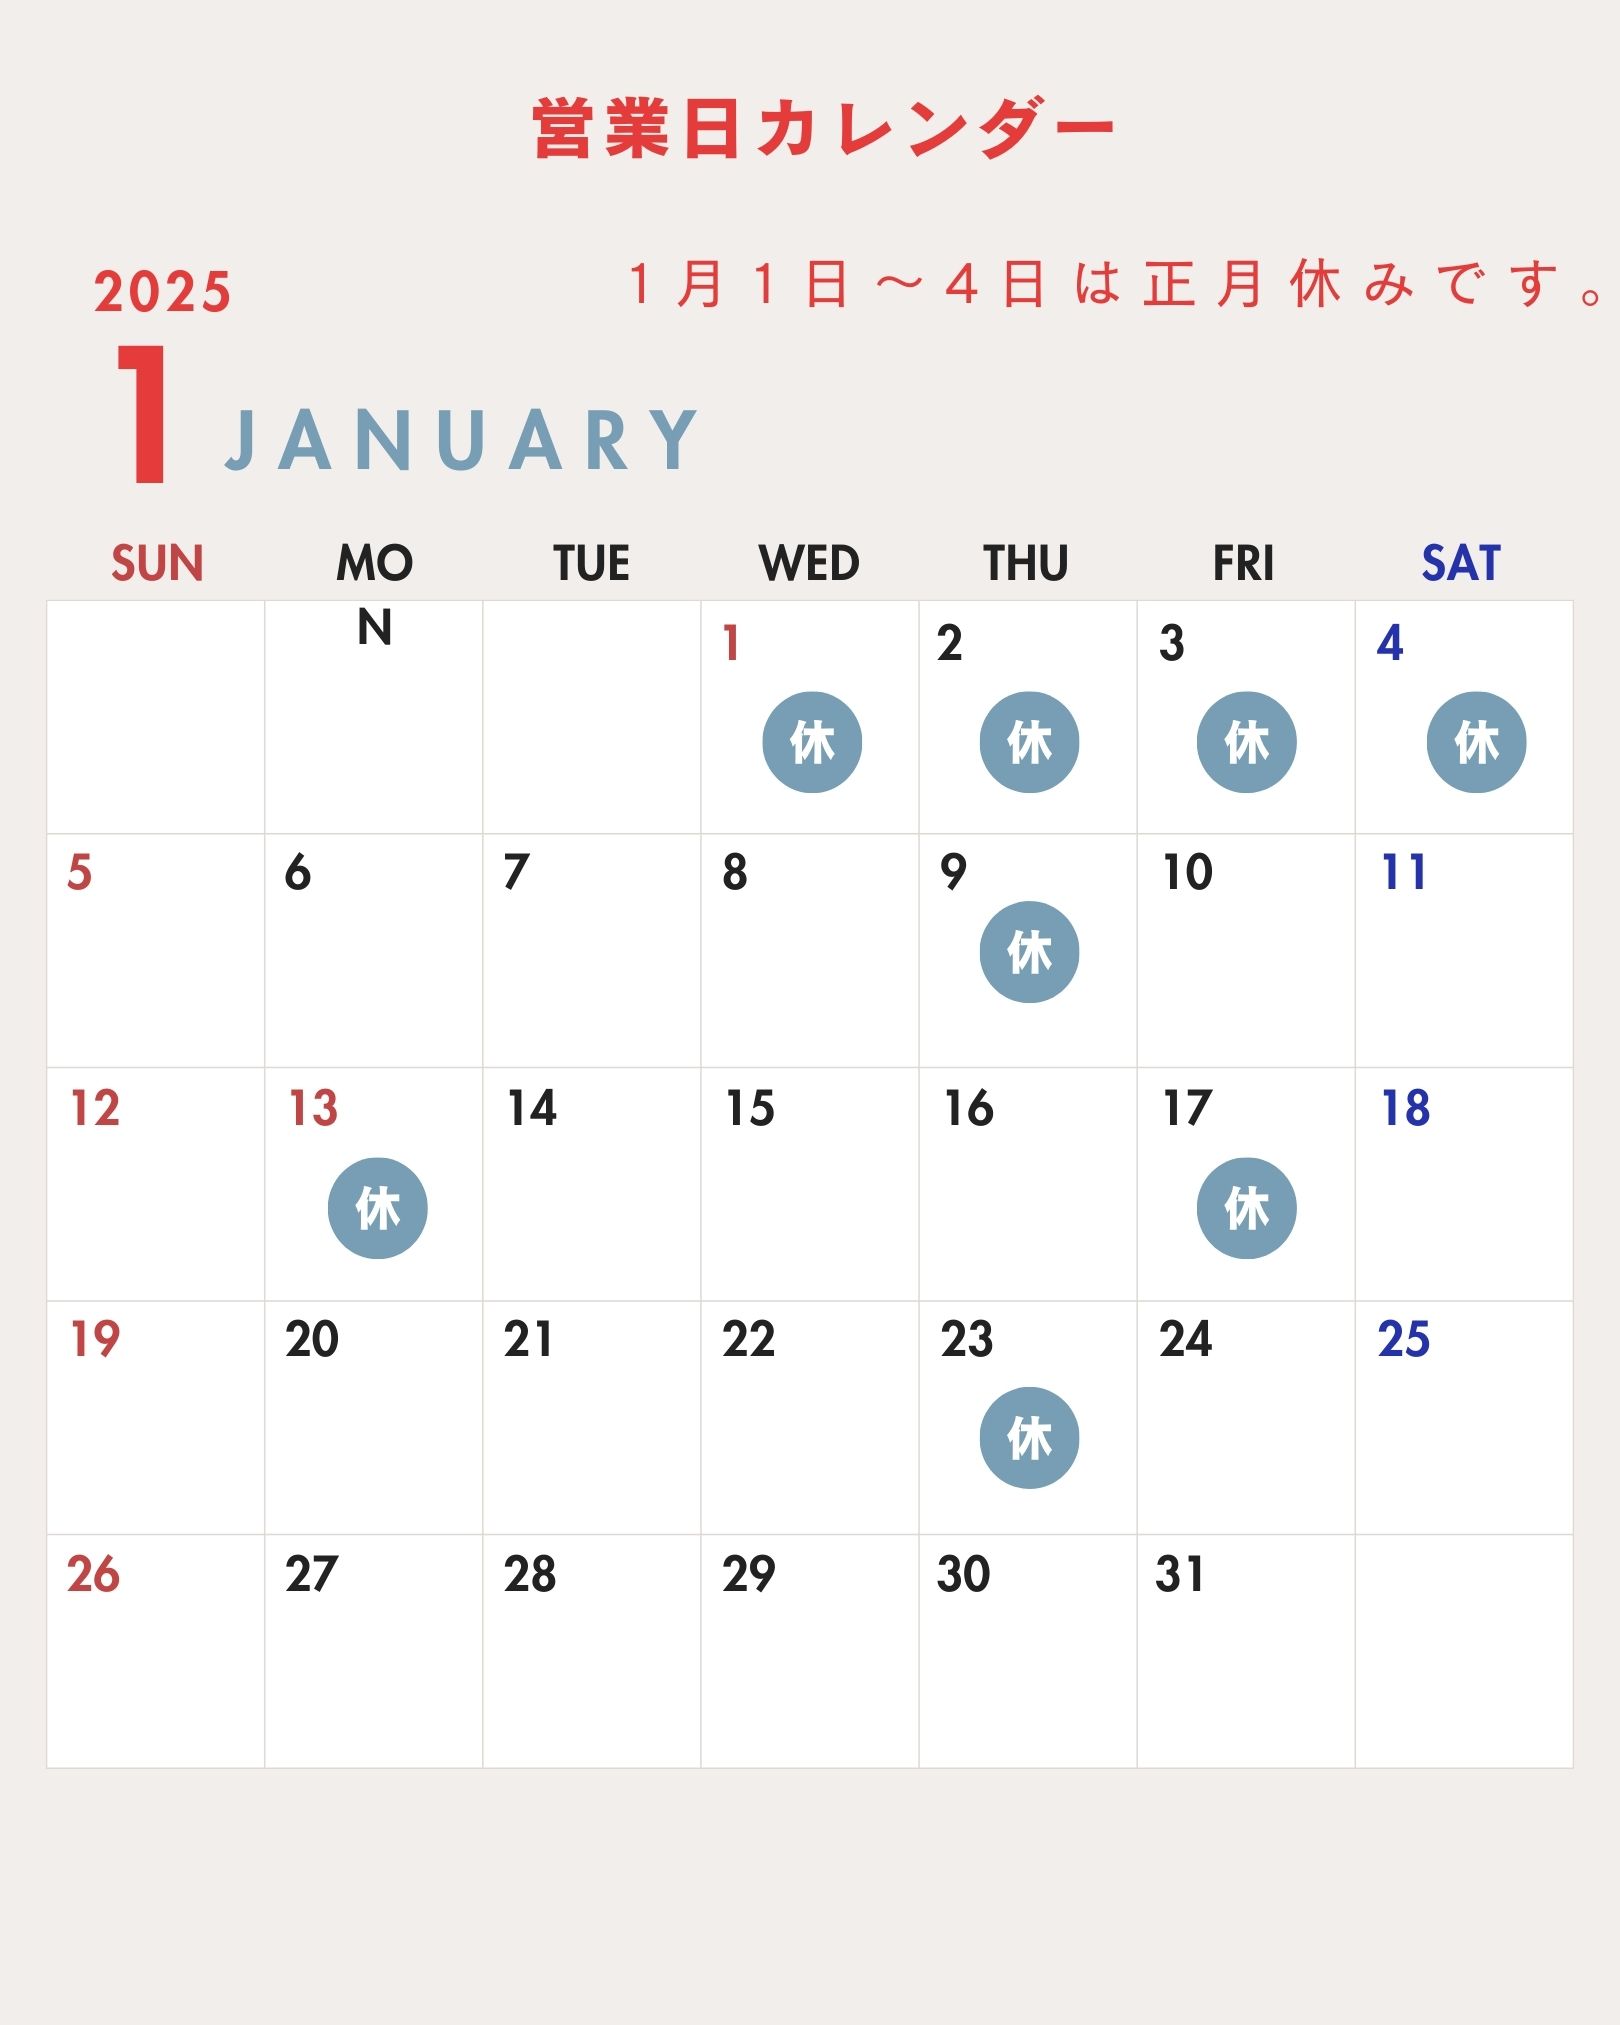 営業日カレンダー
1月1日～4日は正月休みです。
2025
1 JANUARY
SUN MO TUE WED THU FRI SAT
N
1 2 3 4
休 休 休 休
5 6 7 8 9 10 11
休
12 13 14 15 16 17 18
休 休
19 20 21 22 23 24 25
休
26 27 28 29 30 31